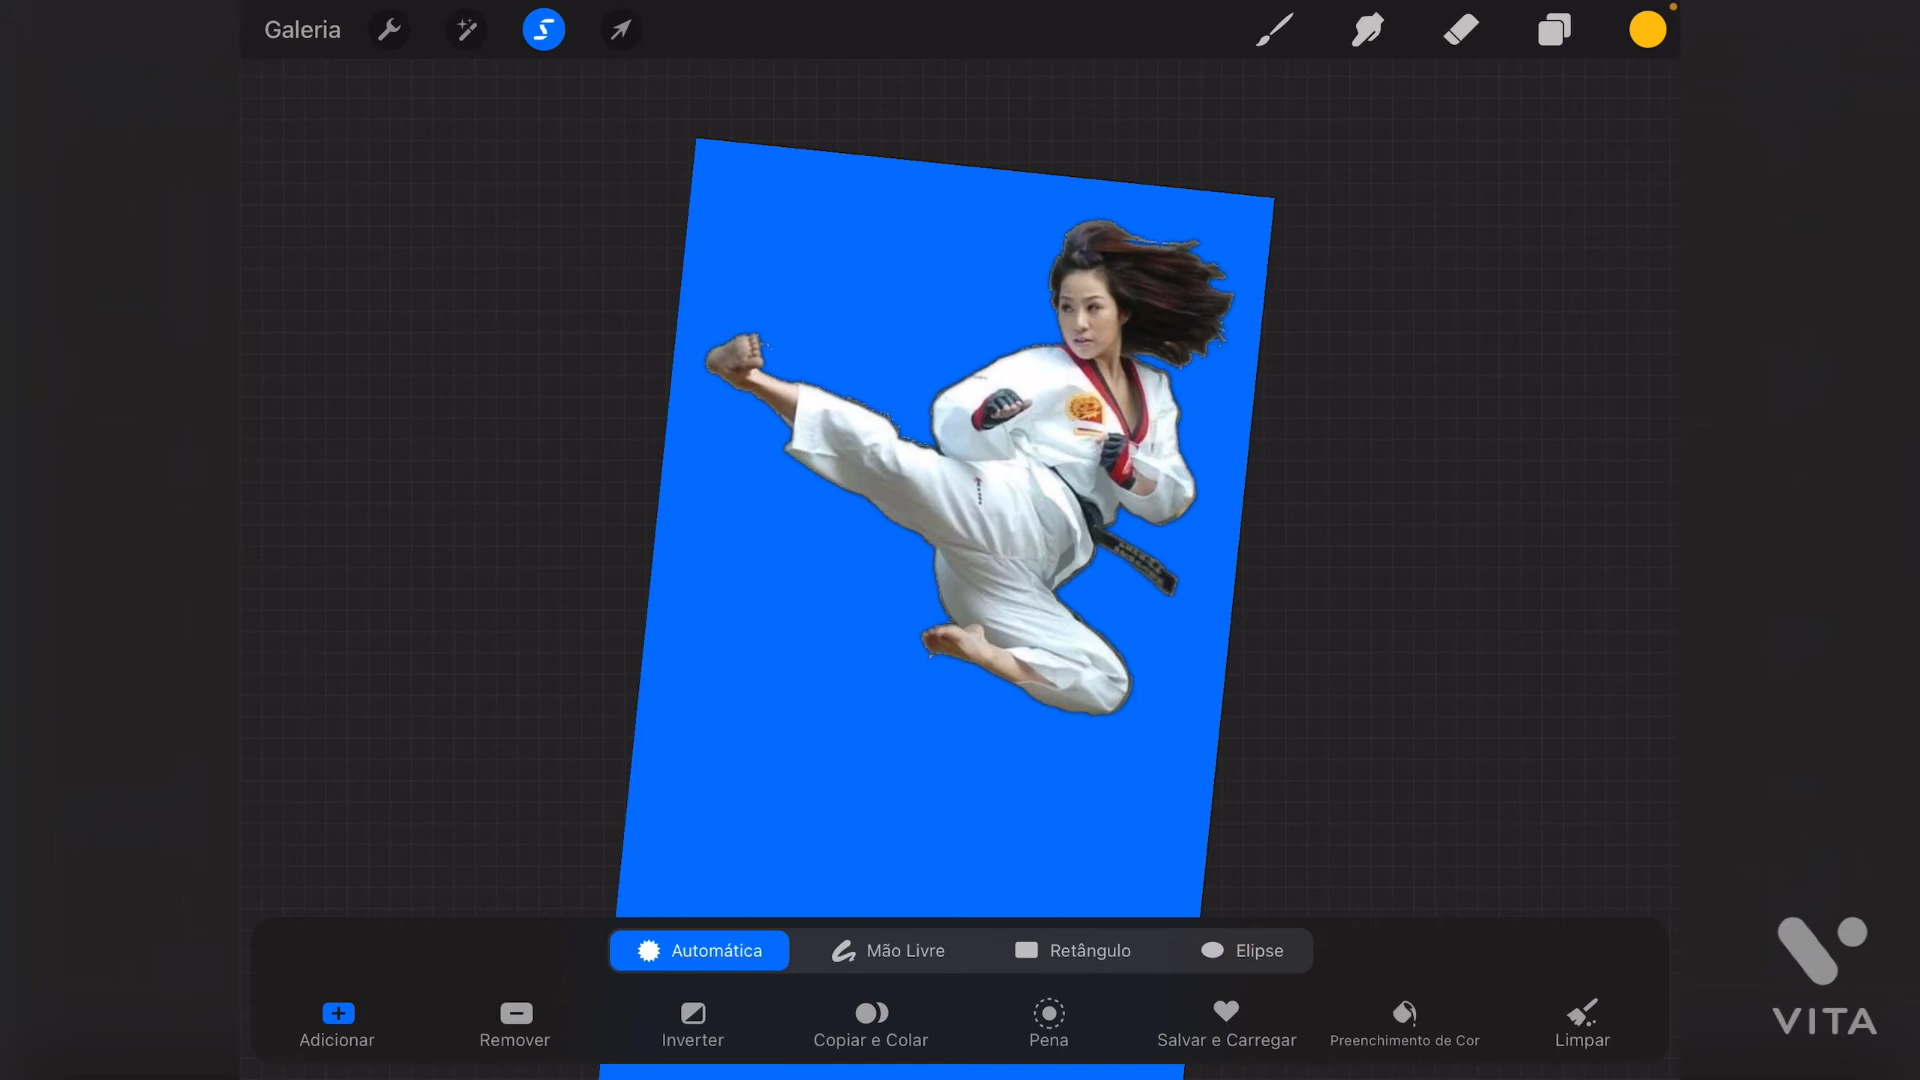 Galeria
Automática
Mão Livre
Retângulo
Elipse
Adicionar
Remover
Inverter
Copiar e Colar
Pena
Salvar e Carregar
Preenchimento de Cor
Limpar
VITA